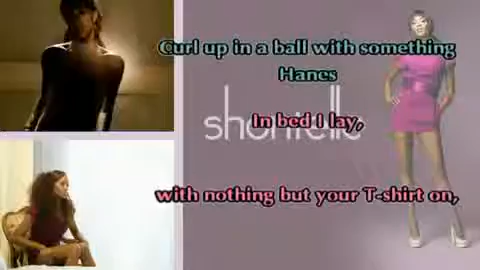 Curl up in a ball with something
Hanes
shontelle
In bed I lay,
with nothing but your T-shirt on,